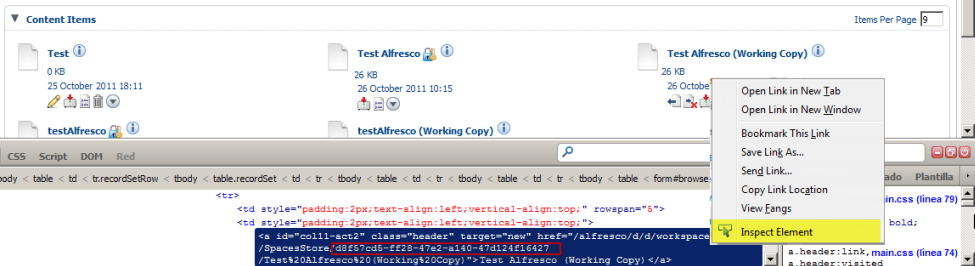 Content Items
Items Per Page 9
Test
0 KB
25 October 2011 18:11
Test Alfresco
26 KB
26 October 2011 10:15
Test Alfresco (Working Copy)
26 KB
26 Octob
testAlfresco
testAlfresco (Working Copy)
Open Link in New Tab
Open Link in New Window
Bookmark This Link
Save Link As...
Send Link...
Copy Link Location
View Fangs
Inspect Element
CSS Script DOM Red
body < table < td < tr.recordSetRow < tbody < table.recordSet < td < tr < tbody < table < td < tr < tbody < table < td < tr < tbody < table < form#browse
ado Plantilla
<tr>
<td style="padding:2px;text-align:left;vertical-align:top;" rowspan="5">
<td style="padding:2px;text-align:left;vertical-align:top;">
<a id="coll1-act2" class="header" target="new" href="/alfresco/d/d/workspace
/SpacesStore/d8f57cd5-ff28-47e2-a140-47d124f16427
/Test%20Alfresco%20(Working%20Copy)">Test Alfresco (Working Copy)</a>
main.css (linea 79)
bold;
a.header:link, main.css (linea 74)
a.header:visited